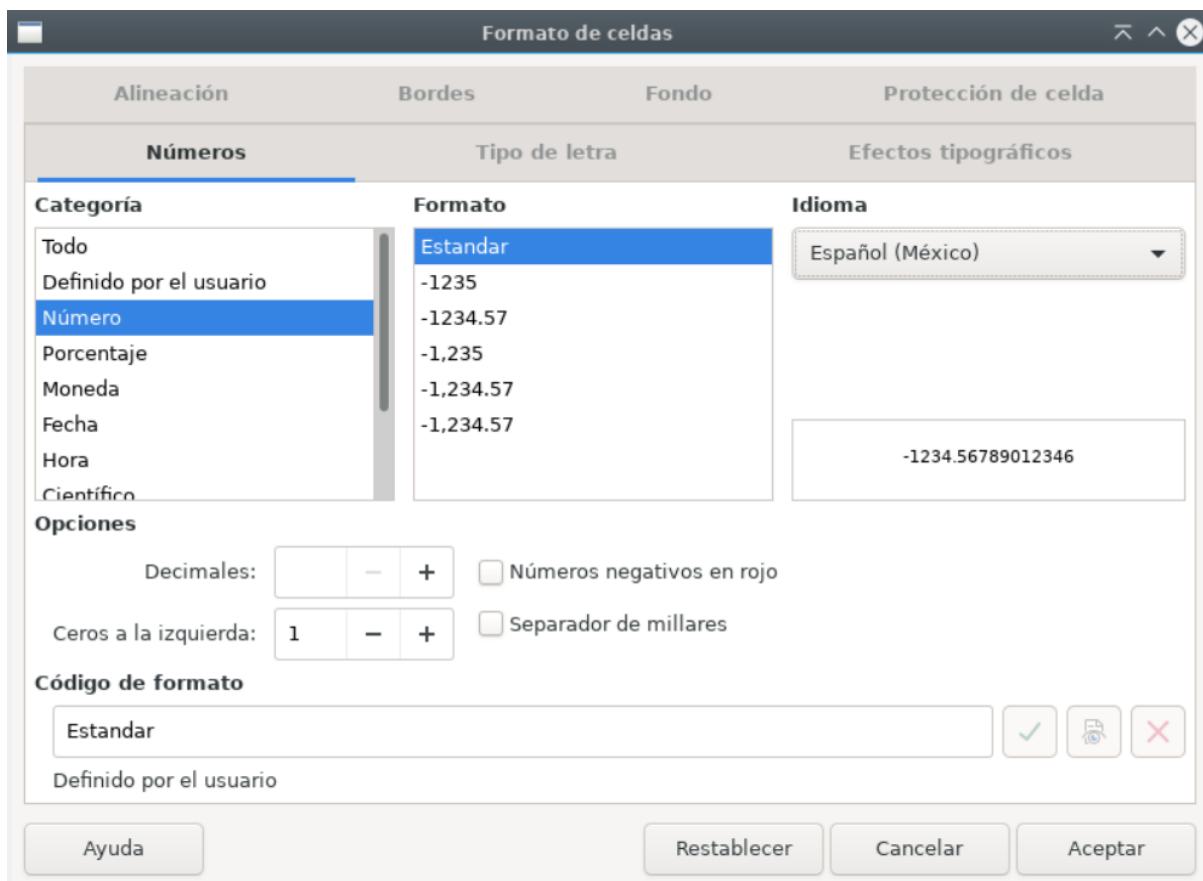 Formato de celdas
Alineación Bordes Fondo Protección de celda
Números Tipo de letra Efectos tipográficos
Categoría
Todo
Definido por el usuario
Número
Porcentaje
Moneda
Fecha
Hora
Científico
Formato
Estandar
-1235
-1234.57
-1,235
-1,234.57
-1,234.57
Idioma
Español (México)
-1234.56789012346
Opciones
Decimales: − +
Números negativos en rojo
Ceros a la izquierda: 1 − +
Separador de millares
Código de formato
Estandar
Definido por el usuario
Ayuda Restablecer Cancelar Aceptar